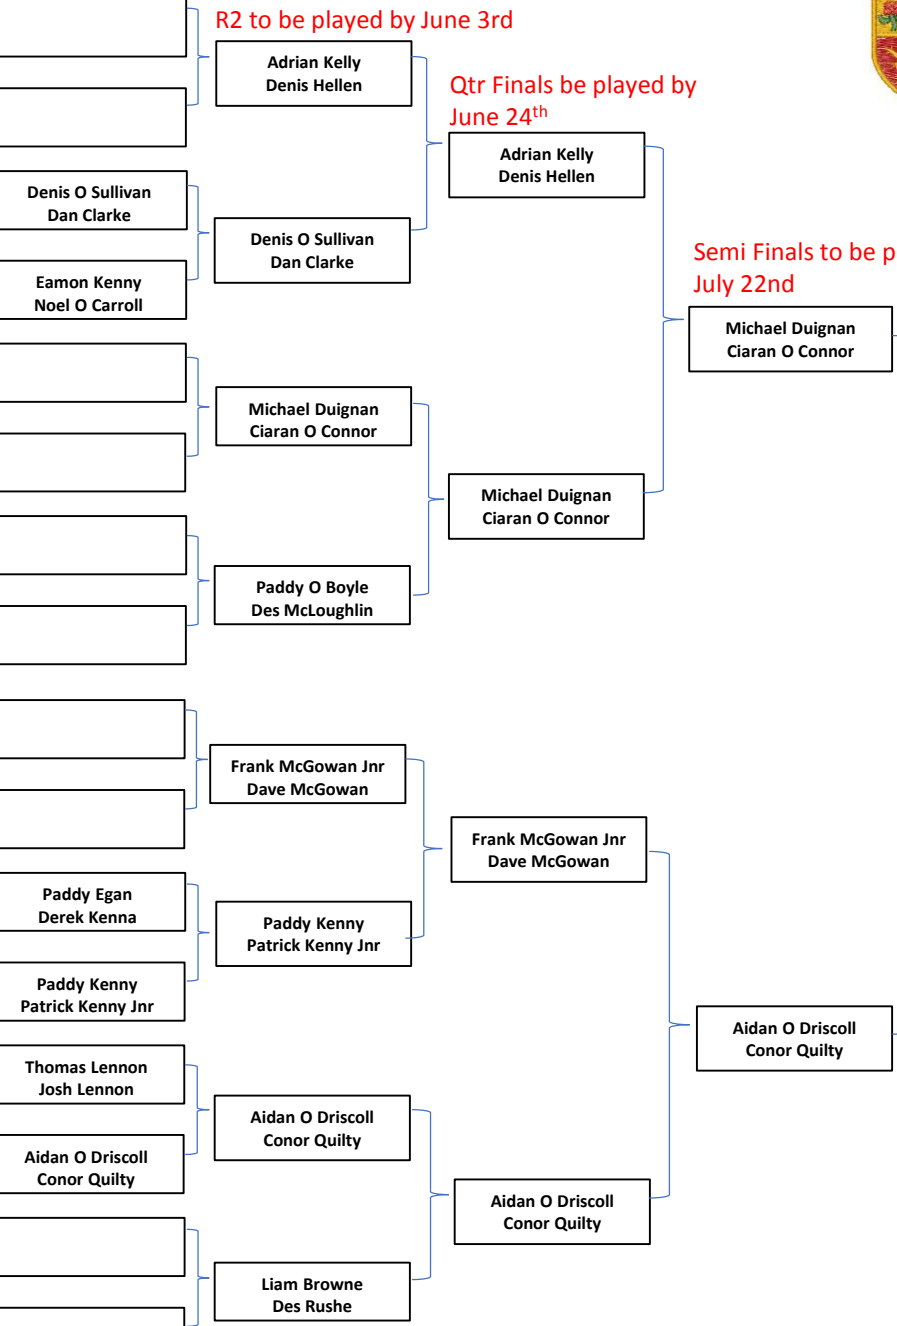 R2 to be played by June 3rd
Adrian Kelly
Denis Hellen
Qtr Finals be played by
June 24th
Adrian Kelly
Denis Hellen
Denis O Sullivan
Dan Clarke
Denis O Sullivan
Dan Clarke
Eamon Kenny
Noel O Carroll
Semi Finals to be p
July 22nd
Michael Duignan
Ciaran O Connor
Michael Duignan
Ciaran O Connor
Michael Duignan
Ciaran O Connor
Paddy O Boyle
Des McLoughlin
Frank McGowan Jnr
Dave McGowan
Frank McGowan Jnr
Dave McGowan
Paddy Egan
Derek Kenna
Paddy Kenny
Patrick Kenny Jnr
Paddy Kenny
Patrick Kenny Jnr
Aidan O Driscoll
Conor Quilty
Thomas Lennon
Josh Lennon
Aidan O Driscoll
Conor Quilty
Aidan O Driscoll
Conor Quilty
Aidan O Driscoll
Conor Quilty
Liam Browne
Des Rushe